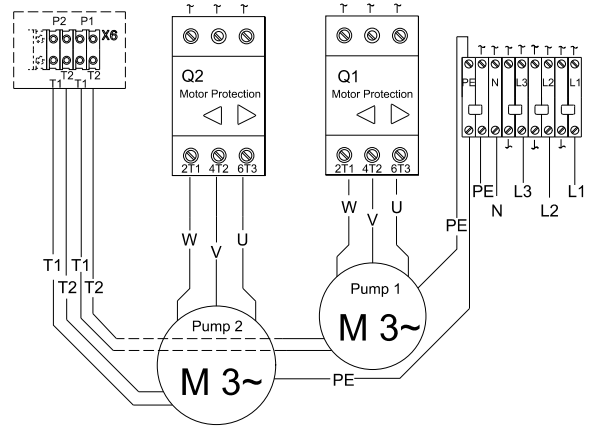 P2 P1
X6
T2 T2
T1 T1
Q2
Motor Protection
2T1 4T2 6T3
Q1
Motor Protection
2T1 4T2 6T3
PE N L3 L2 L1
PE
N
L3
L2
L1
W
V
U
W
V
U
PE
T1 T1
T2 T2
Pump 1
M 3~
Pump 2
M 3~
PE